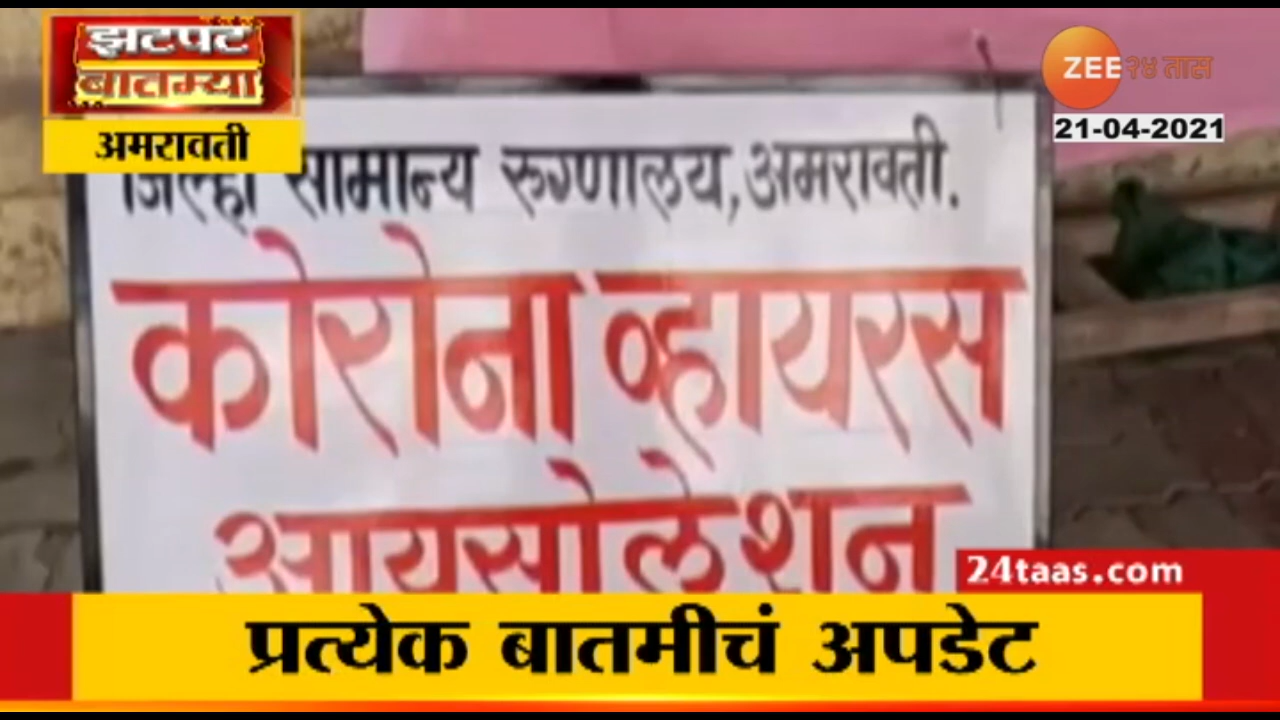 झटपट
बातम्या
अमरावती
ZEE २४ तास
21-04-2021
जिल्हा सामान्य रुग्णालय, अमरावती.
कोरोना व्हायरस
आयसोलेशन
24taas.com
प्रत्येक बातमीचं अपडेट